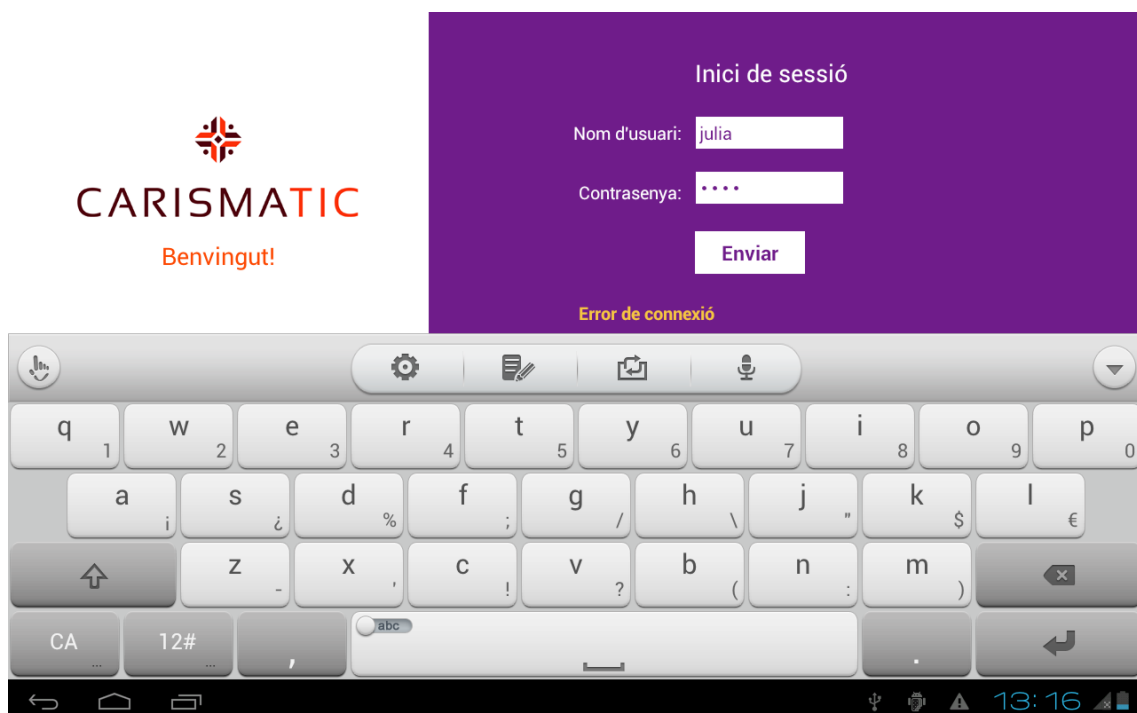 Inici de sessió
Nom d'usuari: julia
CARISMATIC
Contrasenya: ••••
Benvingut!
Enviar
Error de connexió
q 1 w 2 e 3 r 4 t 5 y 6 u 7 i 8 o 9 p 0
a ¡ s ¿ d % f ; g / h \ j " k $ l €
z - x ' c ! v ? b ( n : m )
CA ... 12# ... , abc .
13:16